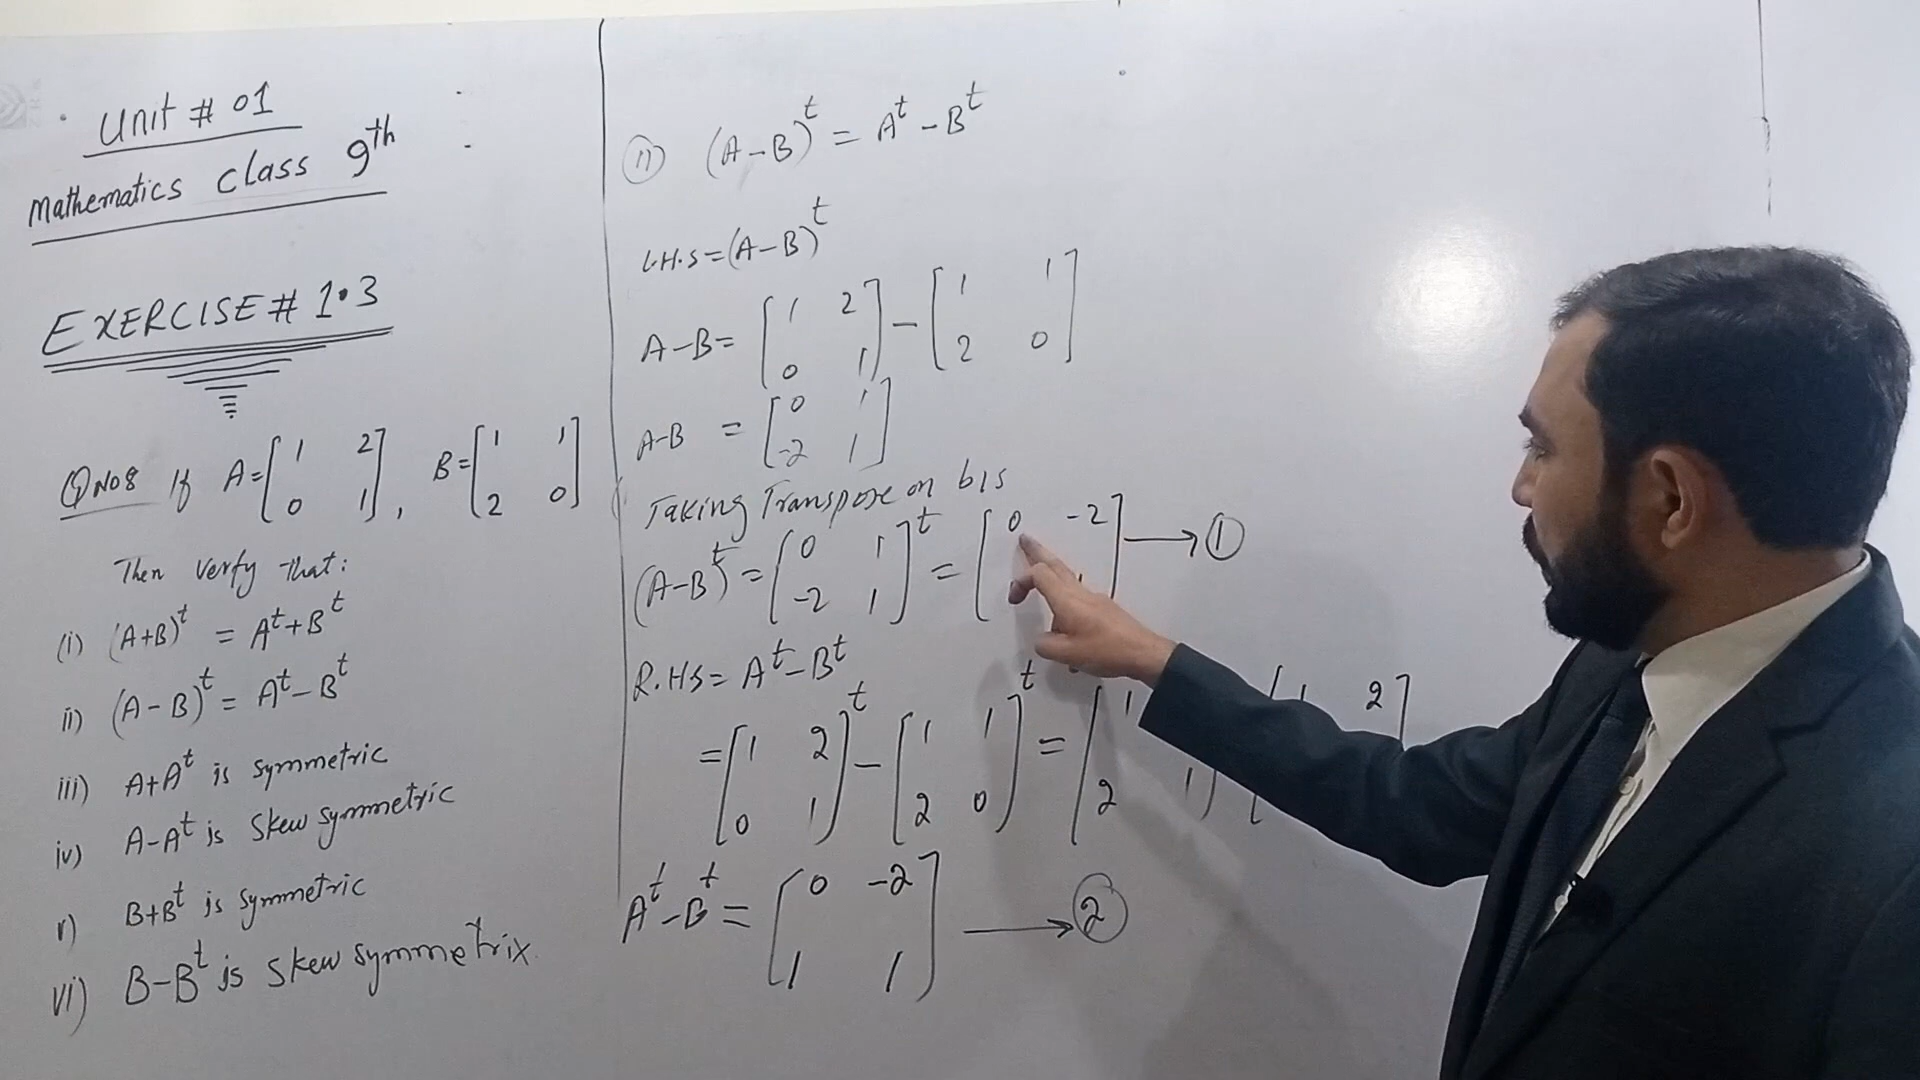 Unit # 01
Mathematics class 9th
EXERCISE # 1.3
Q No 8 If A = [1 2 , B = [1 1
0 1] 2 0]
Then verfy that:
(i) (A+B)^t = A^t + B^t
ii) (A-B)^t = A^t - B^t
iii) A+A^t is symmetric
iv) A-A^t is skew symmetric
v) B+B^t is symmetric
vi) B-B^t is skew symmetrix.
ii) (A-B)^t = A^t - B^t
L.H.S = (A-B)^t
A-B = [1 2 - [1 1
0 1] 2 0]
A-B = [0 1
-2 1]
Taking Transpose on b/s
(A-B)^t = [0 1 ^t = [0 -2 → ①
-2 1]
R.H.S = A^t - B^t
= [1 2 ^t - [1 1 ^t = [1 2]
0 1] 2 0] 2 1]
A^t - B^t = [0 -2 → ②
1 1]